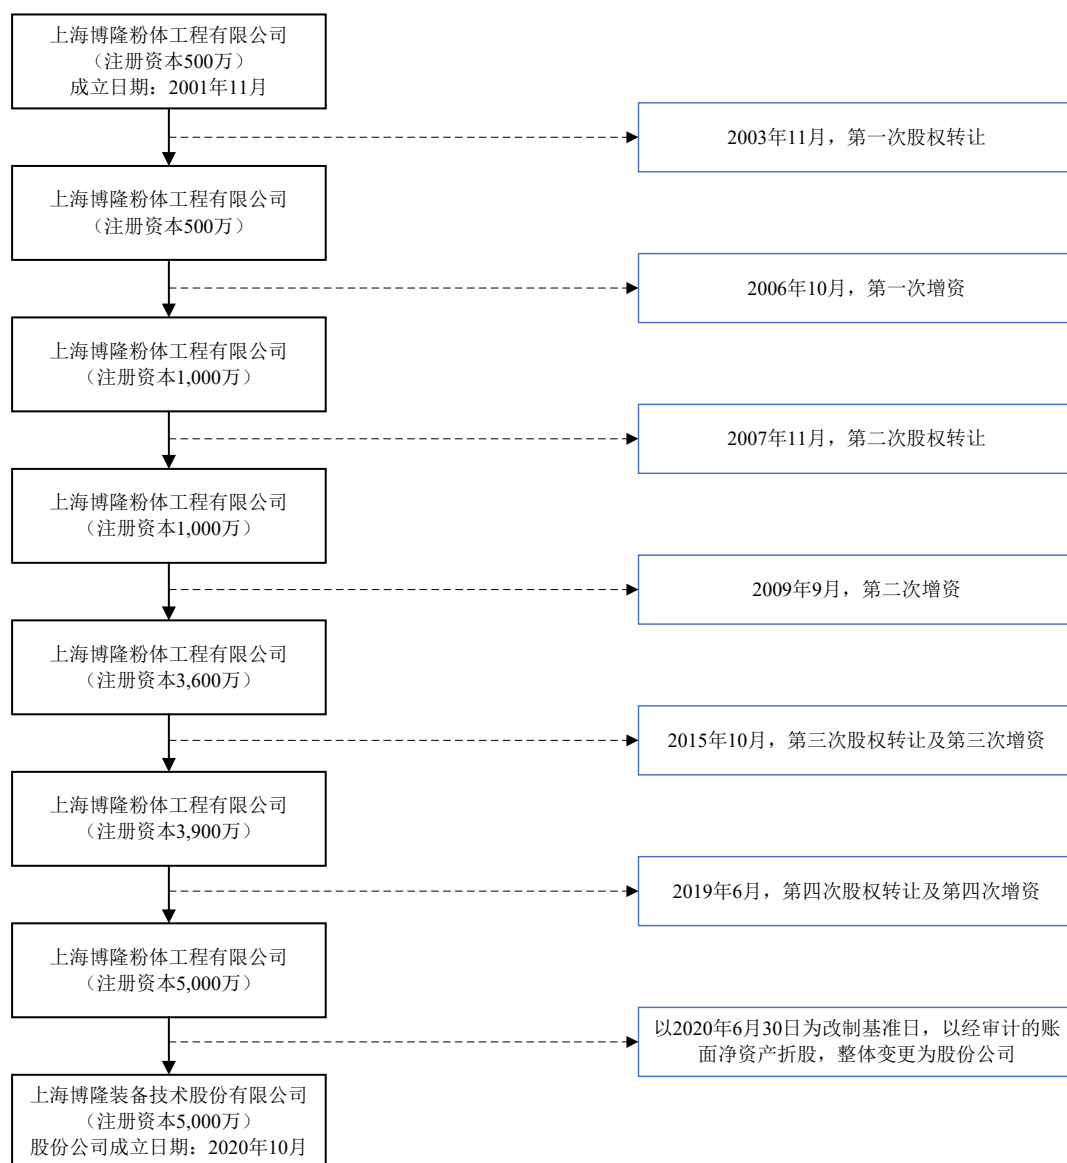 上海博隆粉体工程有限公司
（注册资本500万）
成立日期：2001年11月
2003年11月，第一次股权转让
上海博隆粉体工程有限公司
（注册资本500万）
2006年10月，第一次增资
上海博隆粉体工程有限公司
（注册资本1,000万）
2007年11月，第二次股权转让
上海博隆粉体工程有限公司
（注册资本1,000万）
2009年9月，第二次增资
上海博隆粉体工程有限公司
（注册资本3,600万）
2015年10月，第三次股权转让及第三次增资
上海博隆粉体工程有限公司
（注册资本3,900万）
2019年6月，第四次股权转让及第四次增资
上海博隆粉体工程有限公司
（注册资本5,000万）
以2020年6月30日为改制基准日，以经审计的账
面净资产折股，整体变更为股份公司
上海博隆装备技术股份有限公司
（注册资本5,000万）
股份公司成立日期：2020年10月